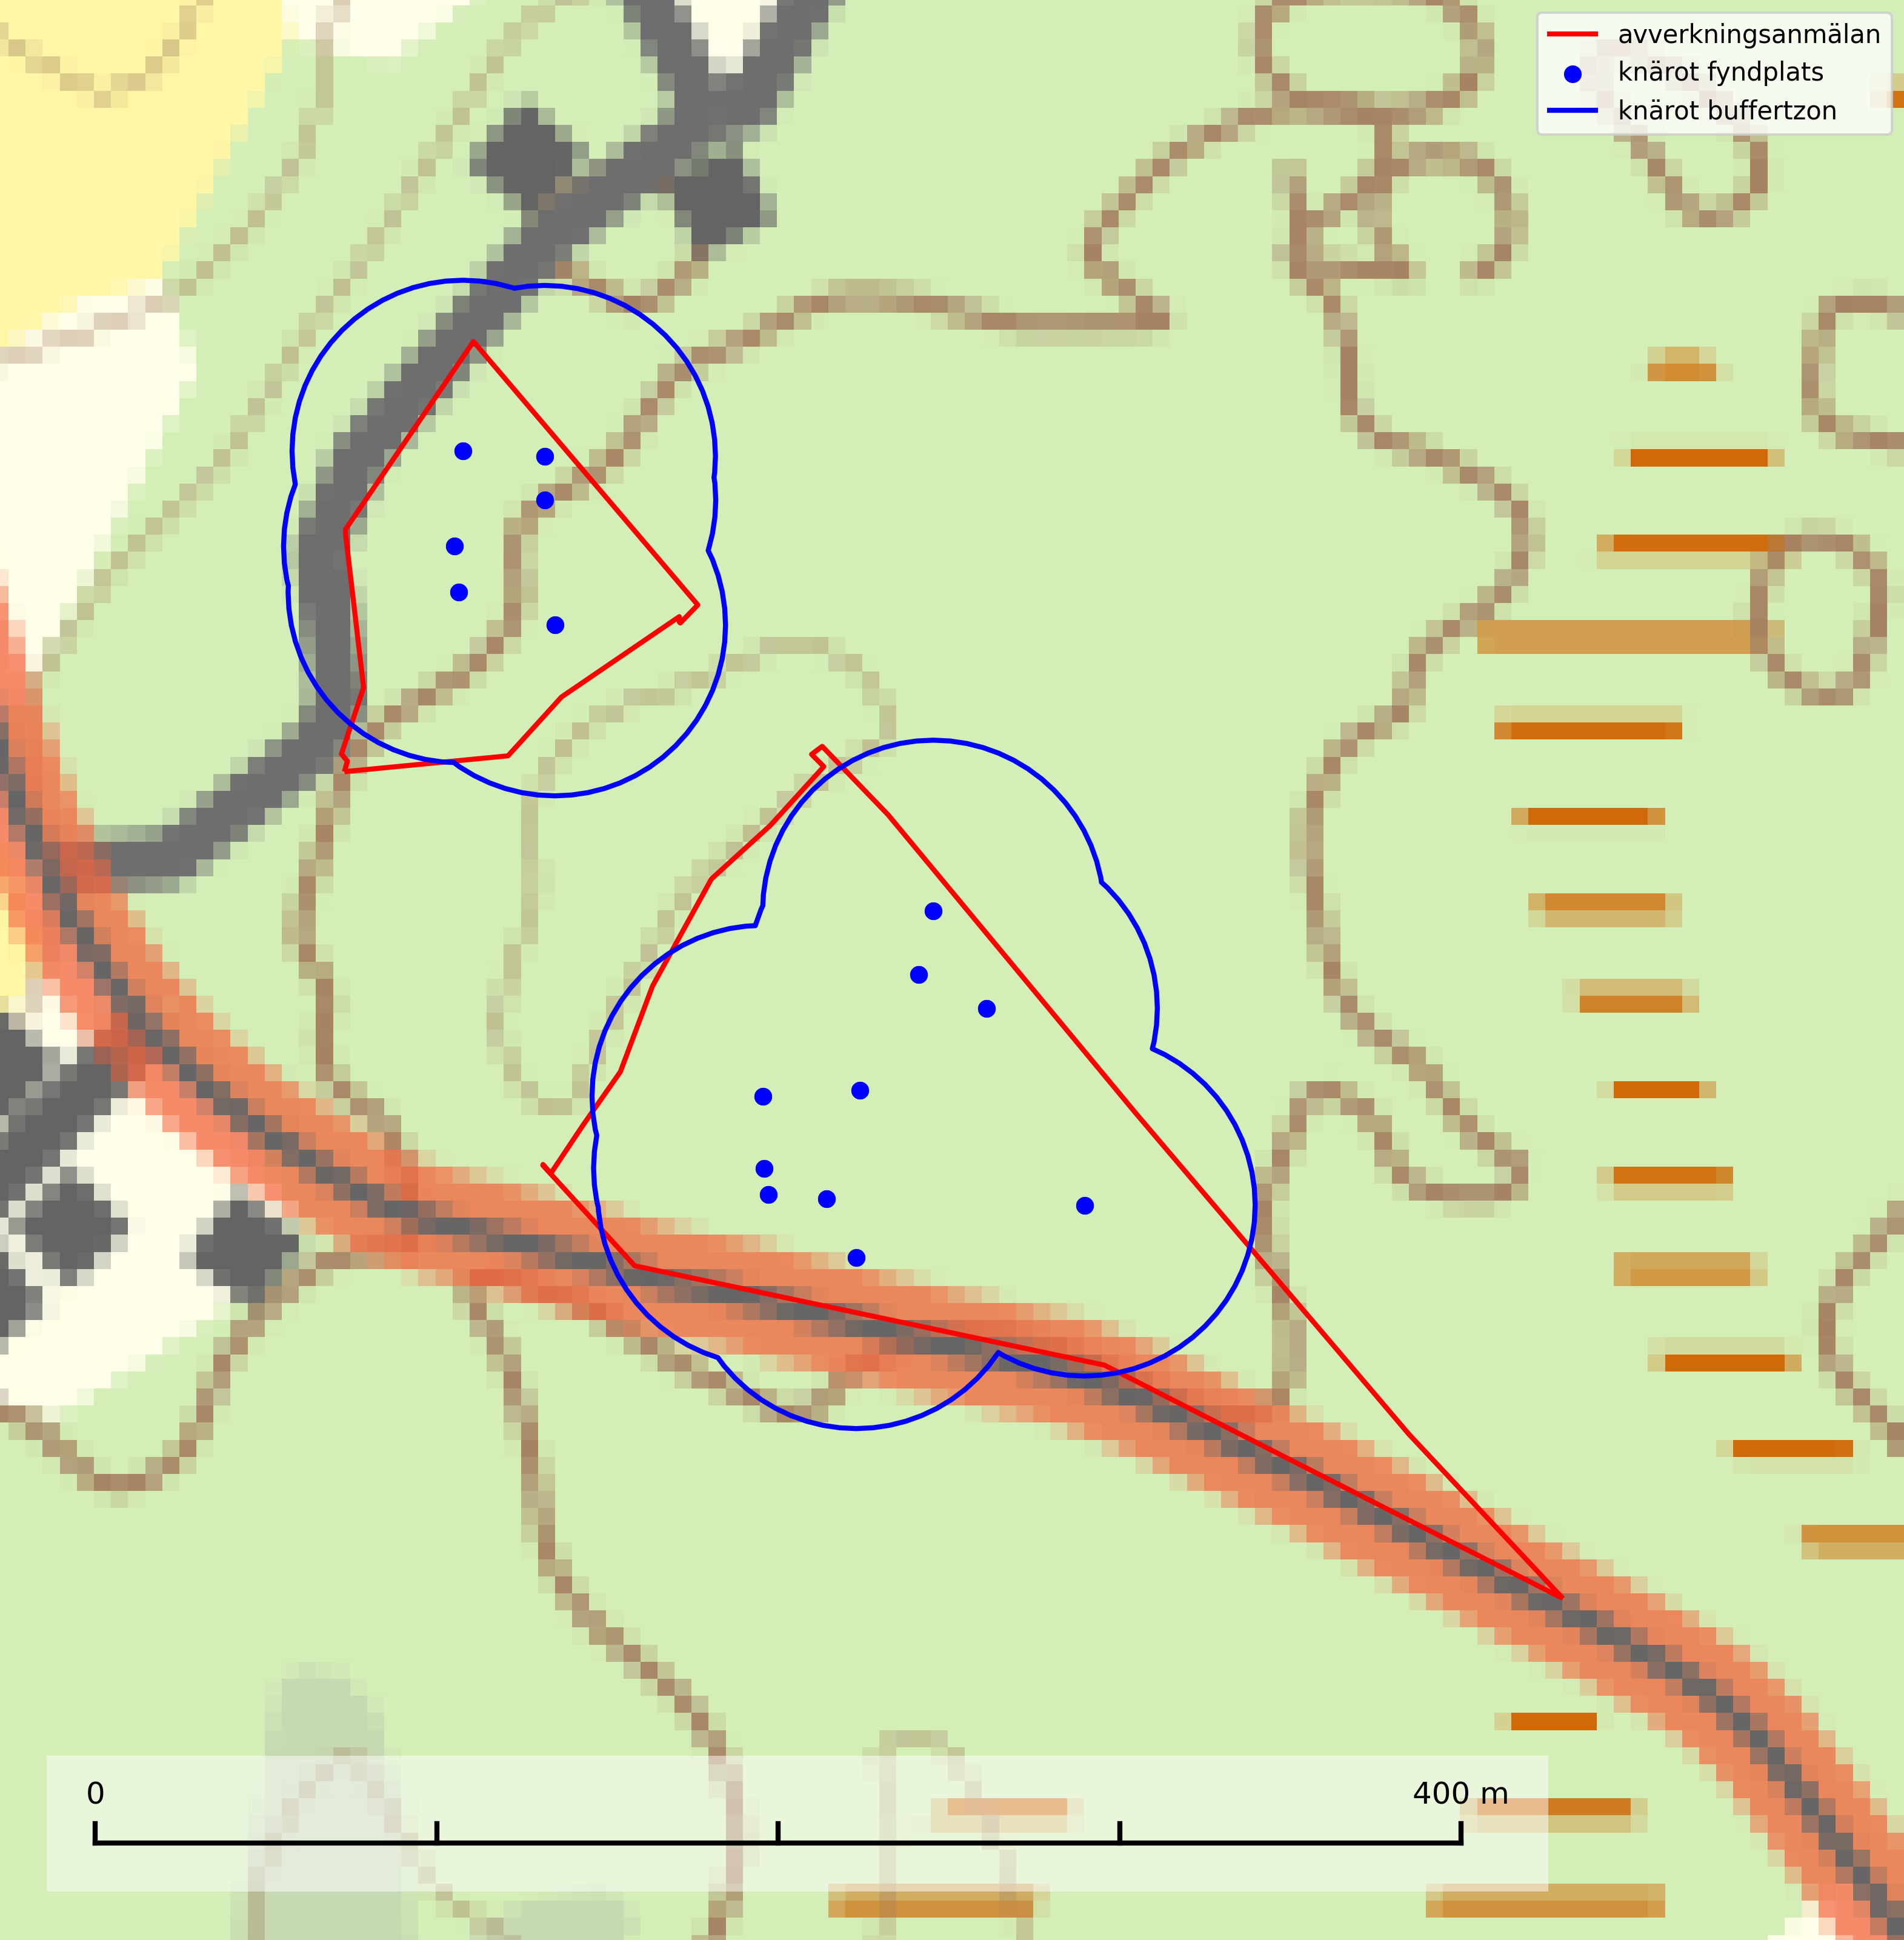 avverkningsanmälan
knärot fyndplats
knärot buffertzon
0
400 m